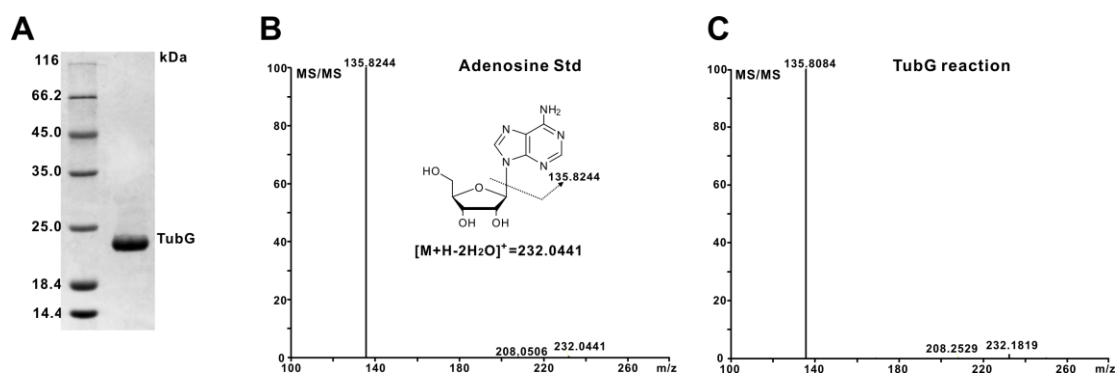 A
116
kDa
66.2
45.0
35.0
25.0
TubG
18.4
14.4
B
100
MS/MS
135.8244
Adenosine Std
80
60
40
20
0
NH2
N
N
N
N
HO
O
135.8244
OH
OH
[M+H-2H2O]+=232.0441
208.0506
232.0441
100
140
180
220
260
m/z
C
100
MS/MS
135.8084
TubG reaction
80
60
40
20
0
208.2529
232.1819
100
140
180
220
260
m/z